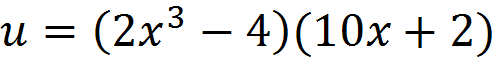 u = (2x³ − 4)(10x + 2)